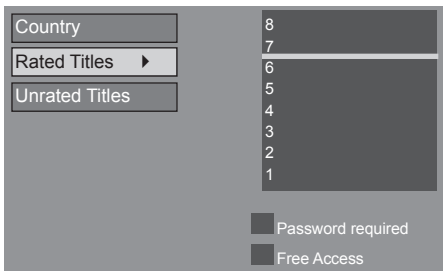 Country
Rated Titles
Unrated Titles
8
7
6
5
4
3
2
1
Password required
Free Access